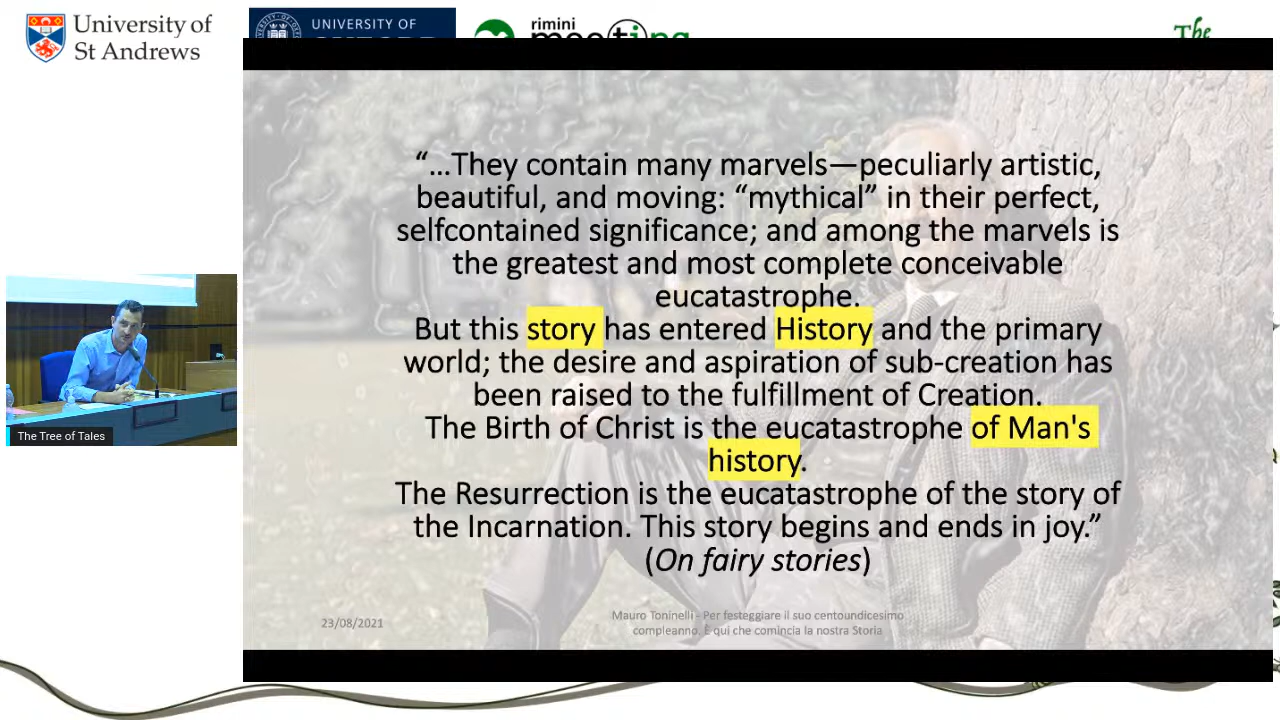 University of
St Andrews
UNIVERSITY OF
rimini
meeting
The
“…They contain many marvels—peculiarly artistic,
beautiful, and moving: “mythical” in their perfect,
selfcontained significance; and among the marvels is
the greatest and most complete conceivable
eucatastrophe.
But this story has entered History and the primary
world; the desire and aspiration of sub-creation has
been raised to the fulfillment of Creation.
The Birth of Christ is the eucatastrophe of Man's
history.
The Resurrection is the eucatastrophe of the story of
the Incarnation. This story begins and ends in joy.”
(On fairy stories)
The Tree of Tales
23/08/2021
Mauro Toninelli - Per festeggiare il suo centoundicesimo
compleanno. È qui che comincia la nostra Storia